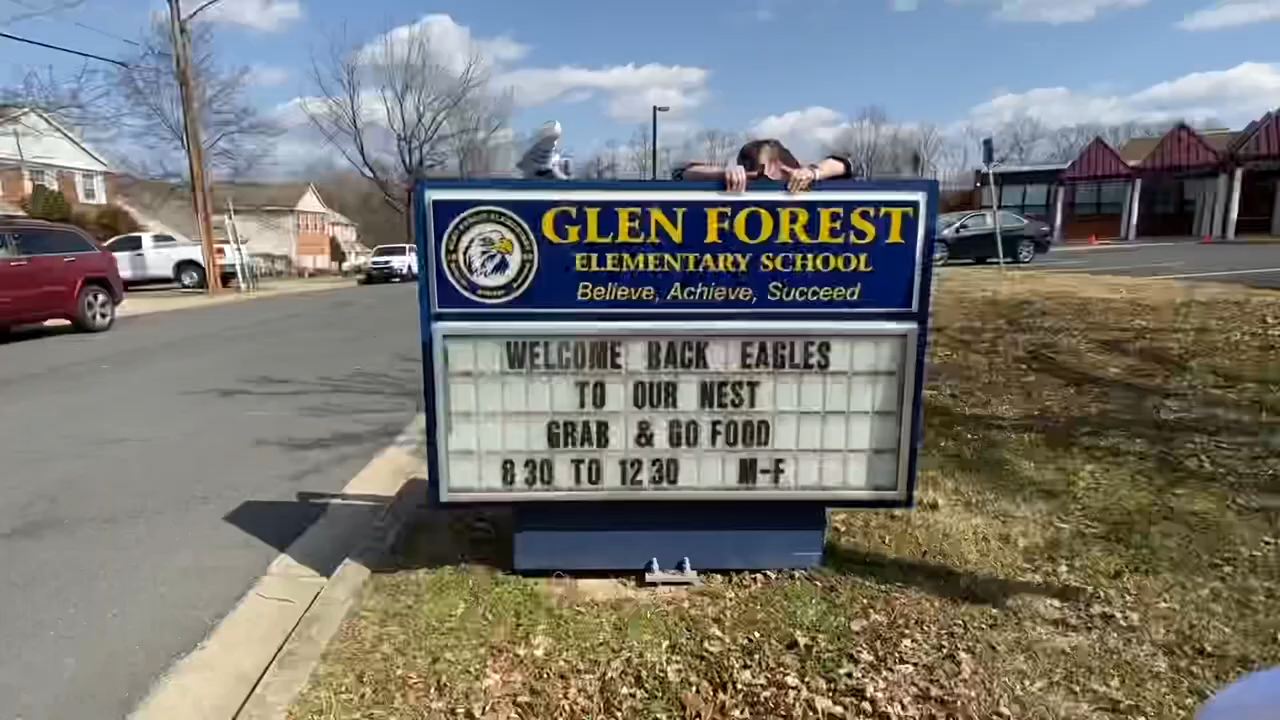 GLEN FOREST
ELEMENTARY SCHOOL
Believe, Achieve, Succeed
WELCOME BACK EAGLES
TO OUR NEST
GRAB & GO FOOD
8 30 TO 12 30 M-F